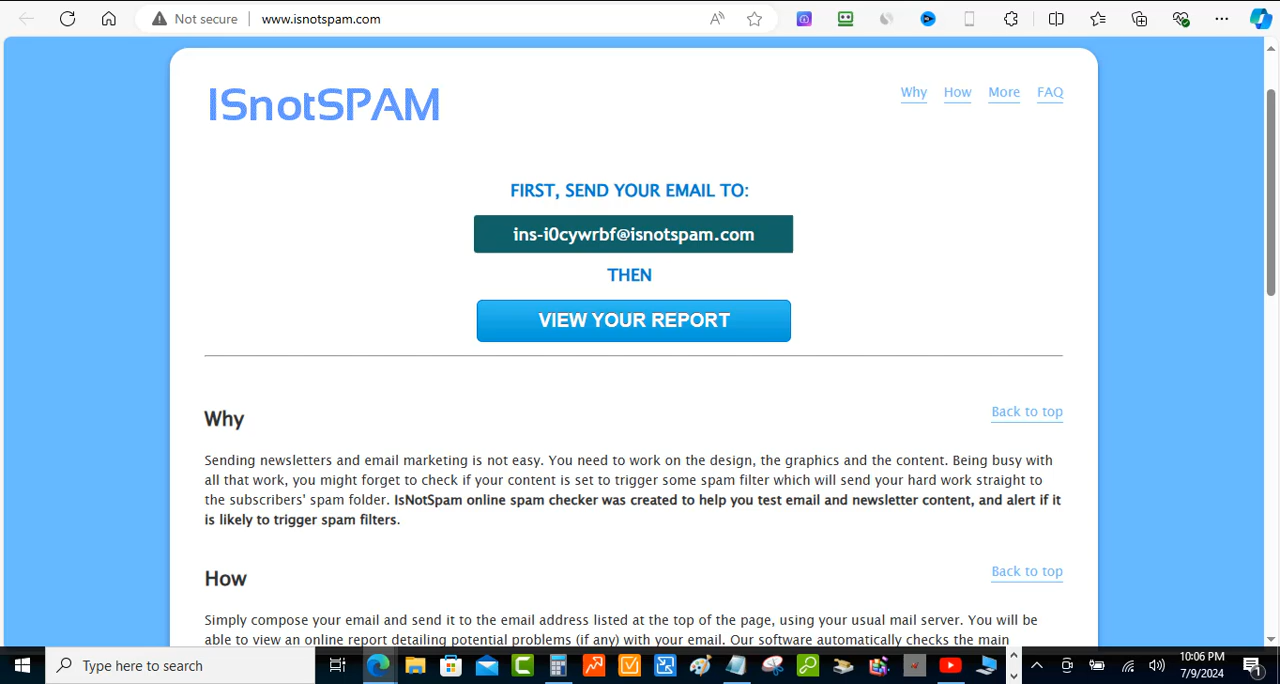 Not secure | www.isnotspam.com
ISnotSPAM
Why How More FAQ
FIRST, SEND YOUR EMAIL TO:
ins-i0cywrbf@isnotspam.com
THEN
VIEW YOUR REPORT
Back to top
Why
Sending newsletters and email marketing is not easy. You need to work on the design, the graphics and the content. Being busy with
all that work, you might forget to check if your content is set to trigger some spam filter which will send your hard work straight to
the subscribers' spam folder. IsNotSpam online spam checker was created to help you test email and newsletter content, and alert if it
is likely to trigger spam filters.
Back to top
How
Simply compose your email and send it to the email address listed at the top of the page, using your usual mail server. You will be
able to view an online report detailing potential problems (if any) with your email. Our software automatically checks the main
Type here to search
10:06 PM
7/9/2024
1